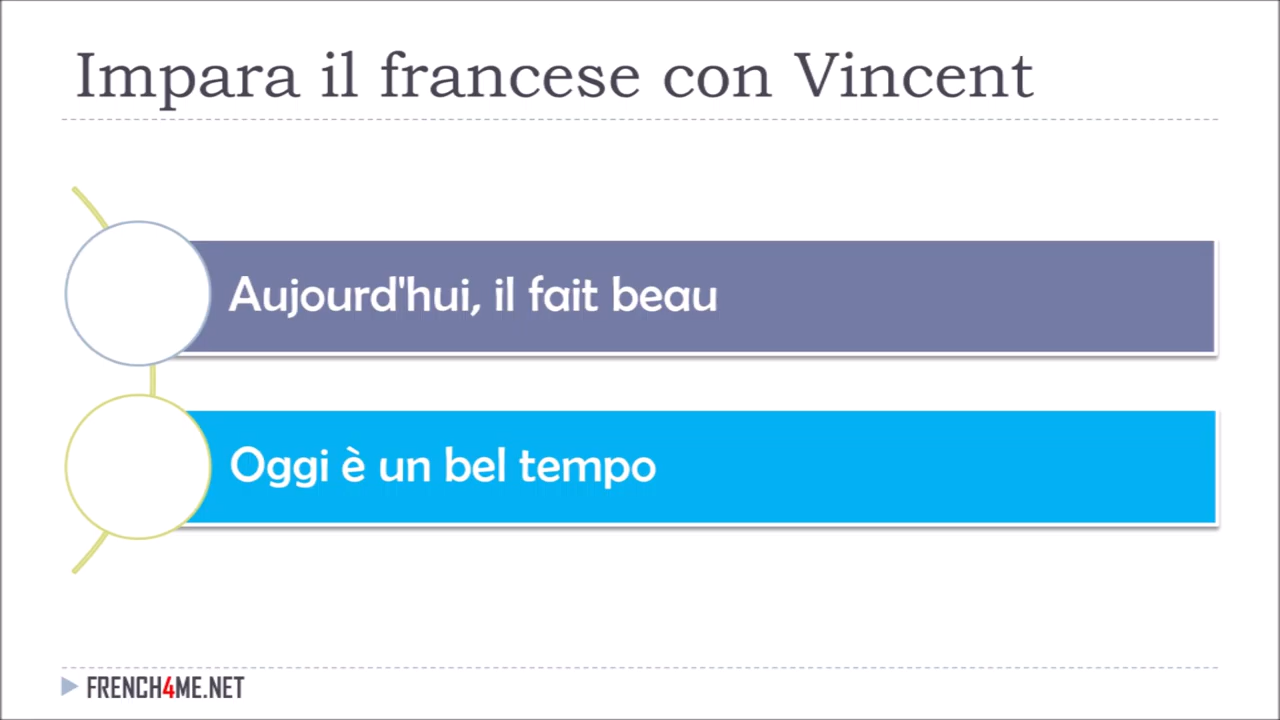 Impara il francese con Vincent
Aujourd'hui, il fait beau
Oggi è un bel tempo
FRENCH4ME.NET